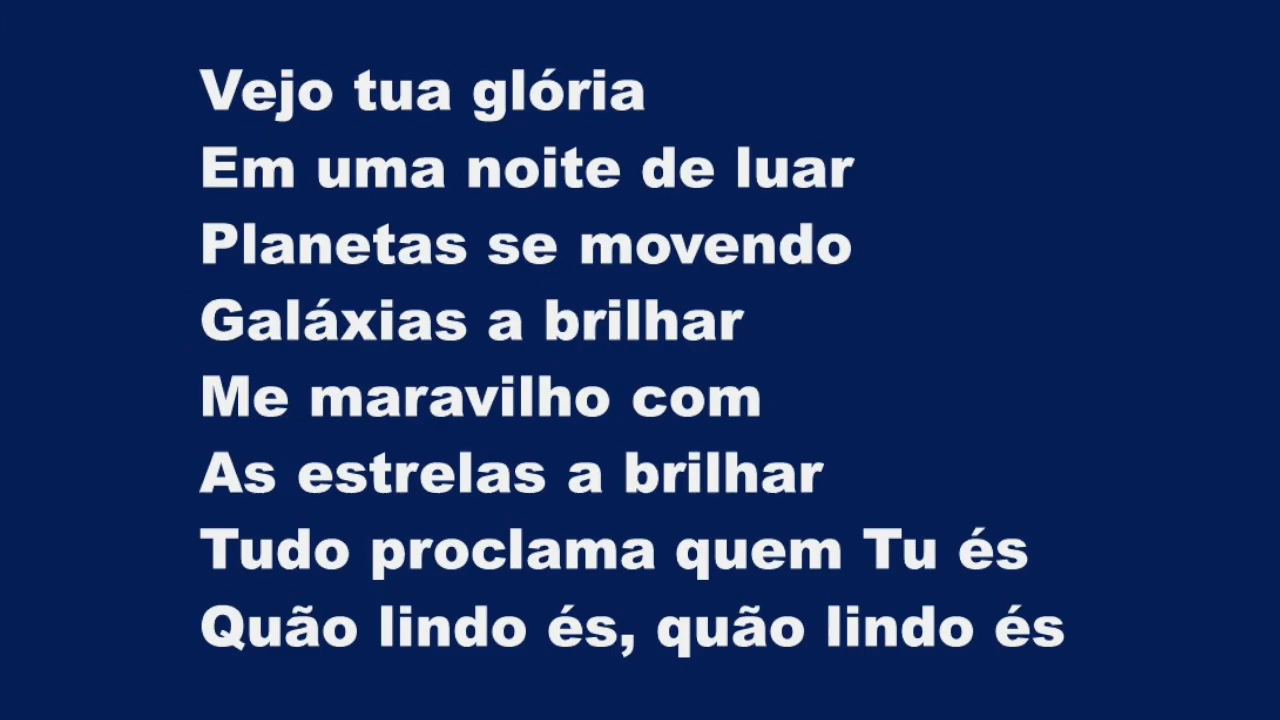 Vejo tua glória
Em uma noite de luar
Planetas se movendo
Galáxias a brilhar
Me maravilho com
As estrelas a brilhar
Tudo proclama quem Tu és
Quão lindo és, quão lindo és